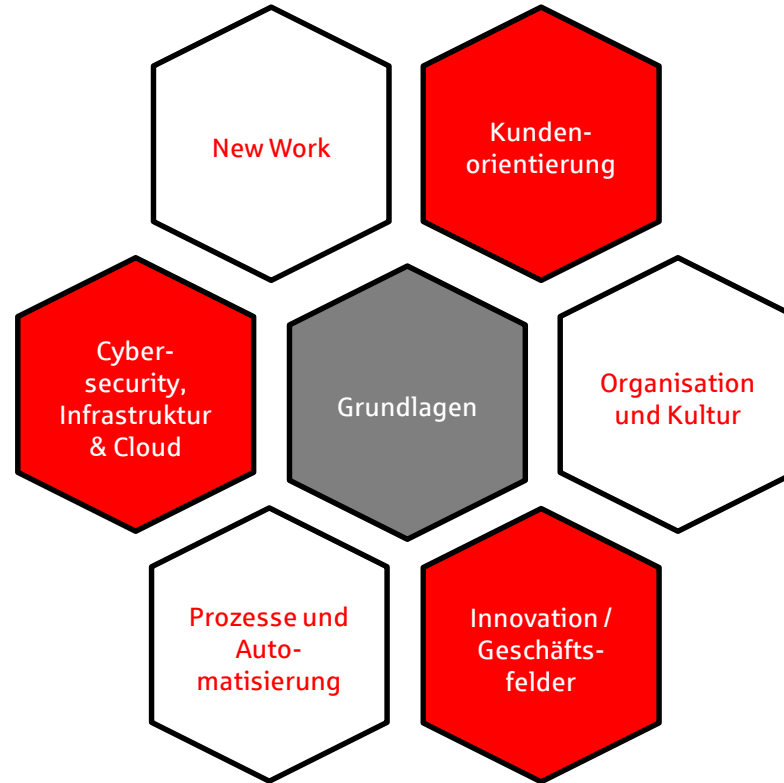 New Work
Kunden-
orientierung
Cyber-
security,
Infrastruktur
& Cloud
Grundlagen
Organisation
und Kultur
Prozesse und
Auto-
matisierung
Innovation /
Geschäfts-
felder